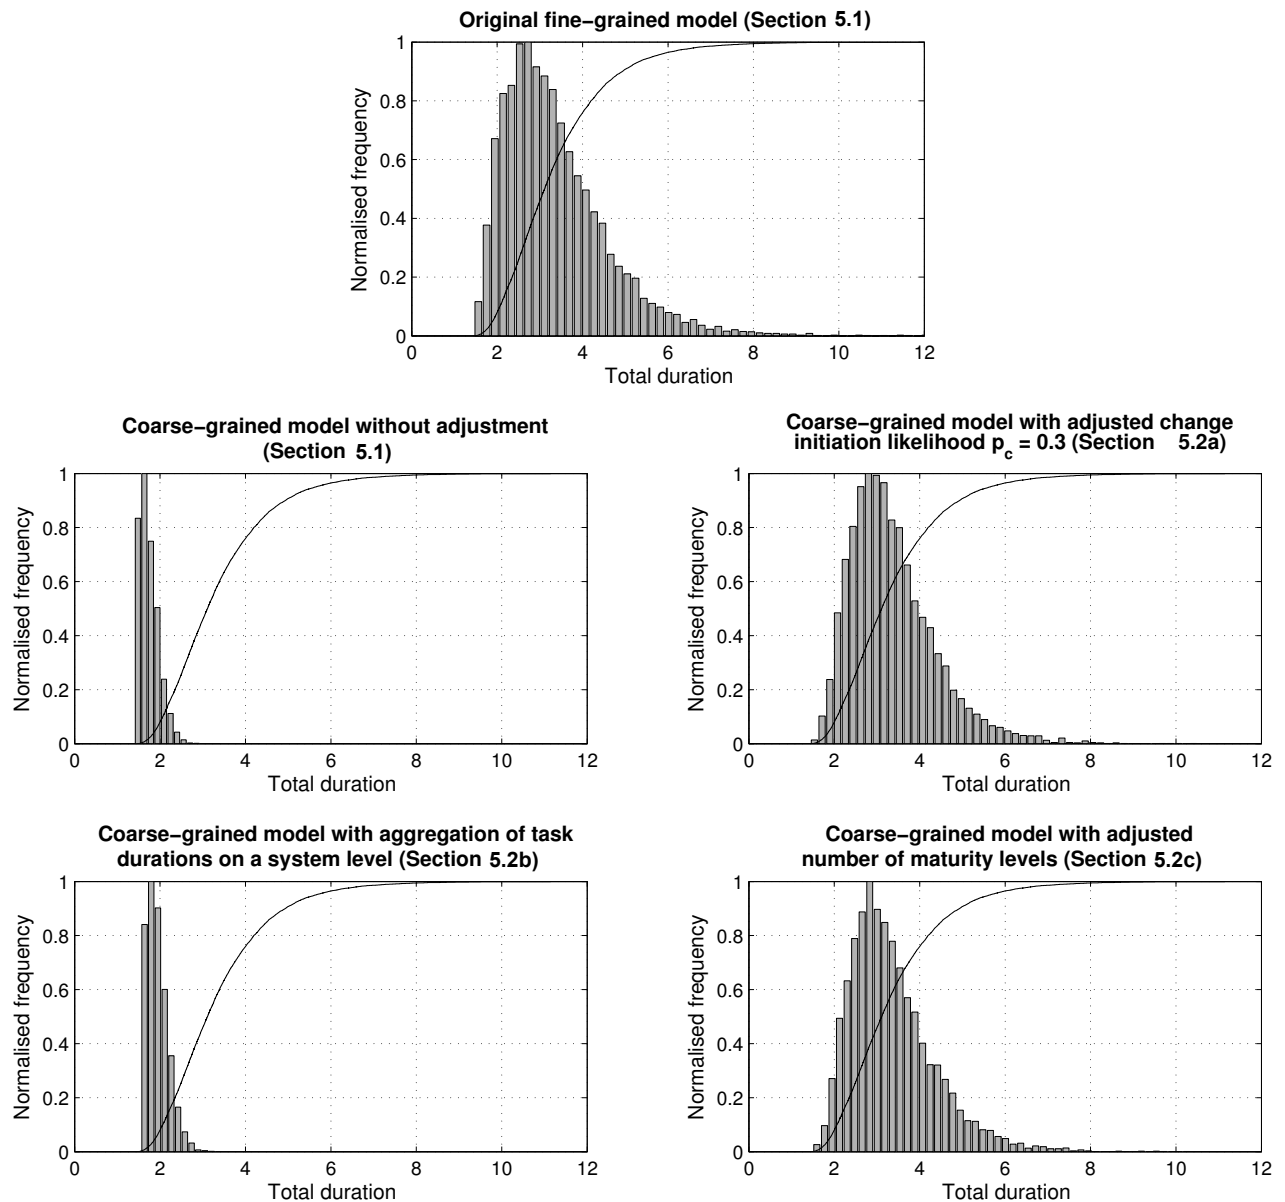 Original fine−grained model (Section 5.1)
1
0.8
0.6
0.4
0.2
0
Normalised frequency
0 2 4 6 8 10 12
Total duration
Coarse−grained model without adjustment
(Section 5.1)
1
0.8
0.6
0.4
0.2
0
Normalised frequency
0 2 4 6 8 10 12
Total duration
Coarse−grained model with adjusted change
initiation likelihood pc = 0.3 (Section 5.2a)
1
0.8
0.6
0.4
0.2
0
Normalised frequency
0 2 4 6 8 10 12
Total duration
Coarse−grained model with aggregation of task
durations on a system level (Section 5.2b)
1
0.8
0.6
0.4
0.2
0
Normalised frequency
0 2 4 6 8 10 12
Total duration
Coarse−grained model with adjusted
number of maturity levels (Section 5.2c)
1
0.8
0.6
0.4
0.2
0
Normalised frequency
0 2 4 6 8 10 12
Total duration